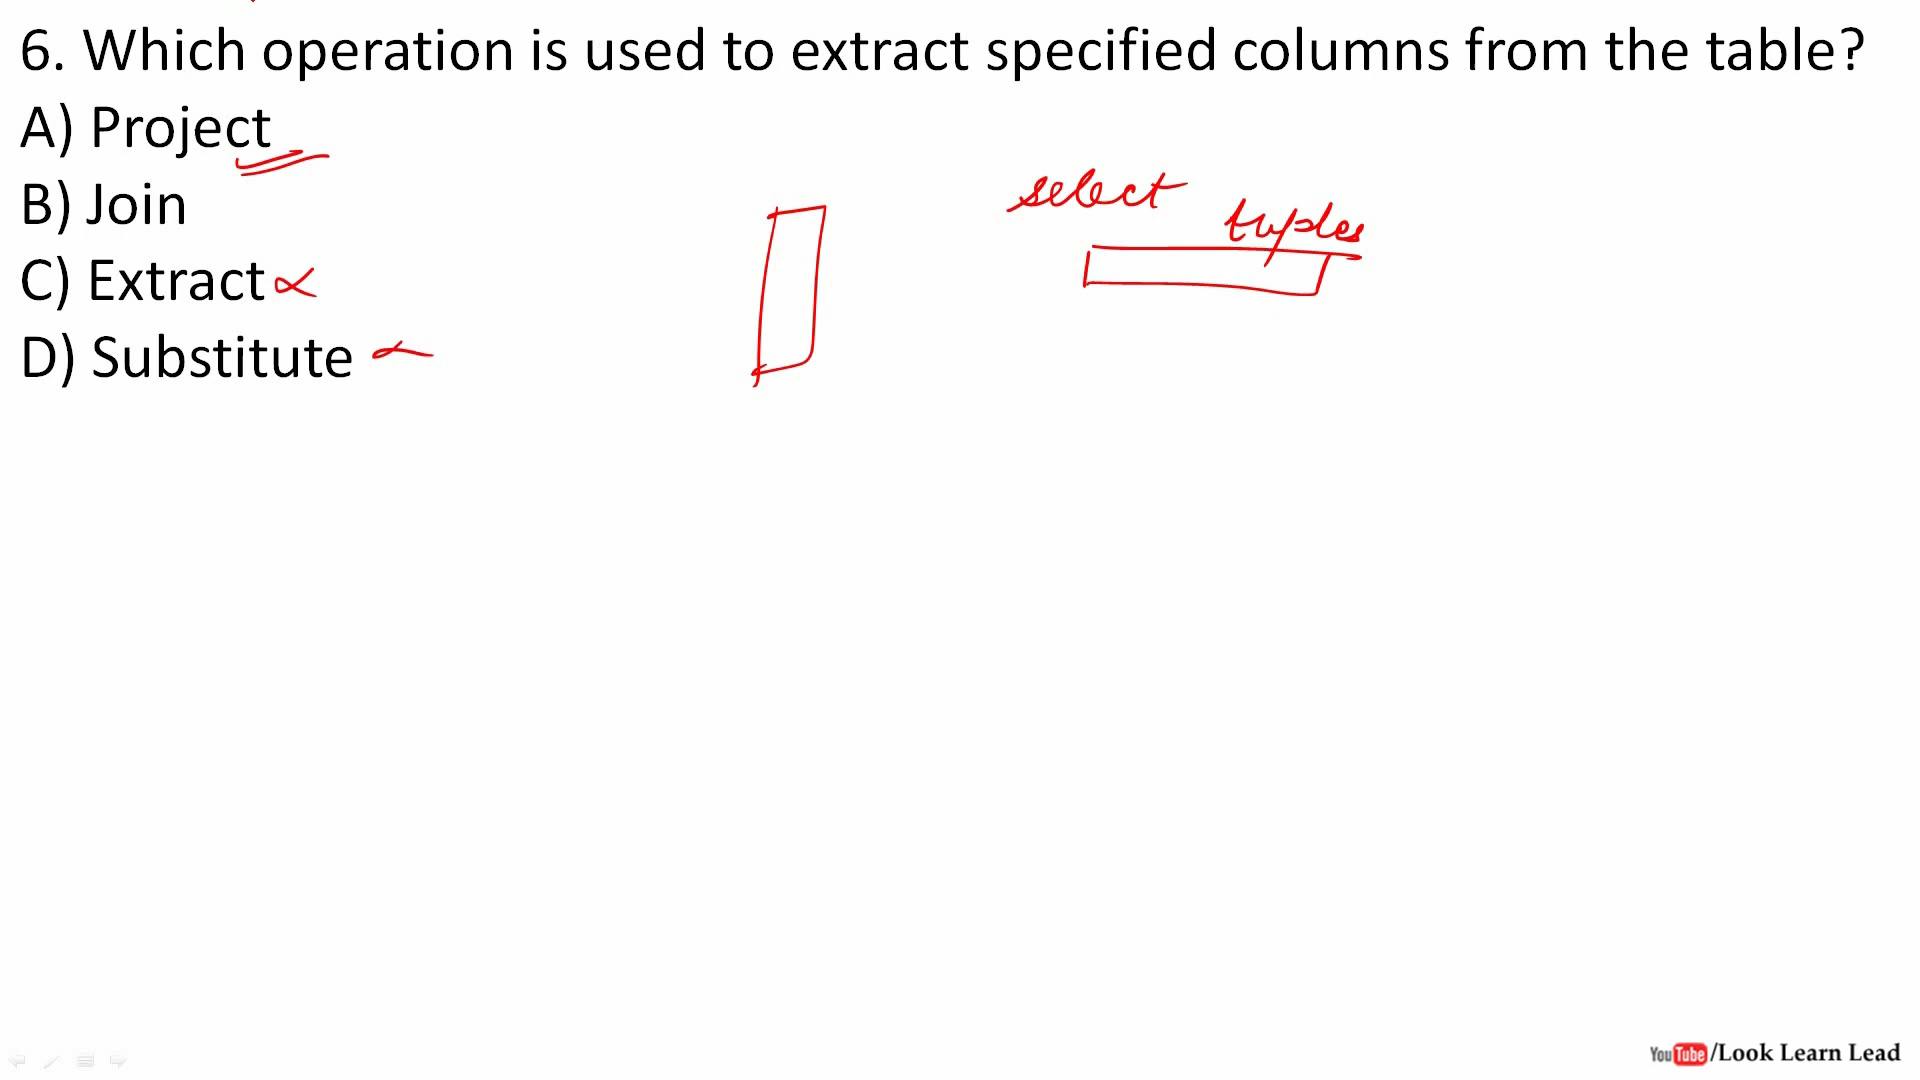 6. Which operation is used to extract specified columns from the table?
A) Project
B) Join
C) Extract
D) Substitute
select tuples
YouTube/Look Learn Lead